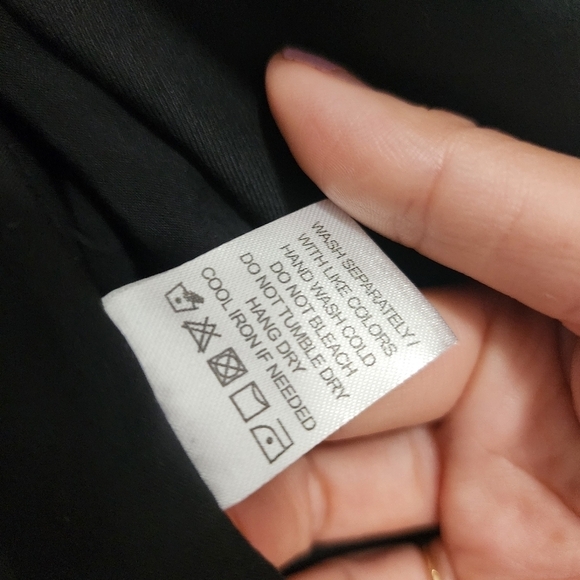 WASH SEPARATELY /
WITH LIKE COLORS
HAND WASH COLD
DO NOT BLEACH
DO NOT TUMBLE DRY
HANG DRY
COOL IRON IF NEEDED